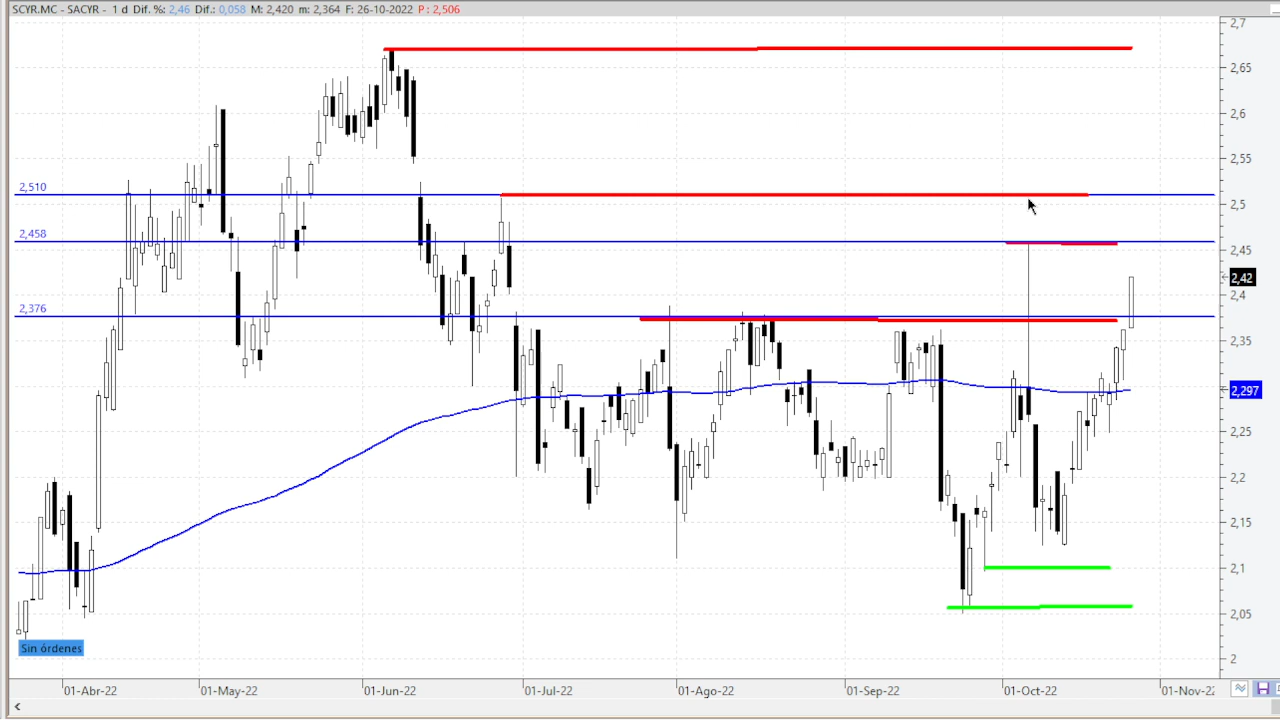 SCYR.MC - SACYR - 1 d Dif. %: 2,46 Dif.: 0,058 M: 2,420 m: 2,364 F: 26-10-2022 P: 2,506
2,7
2,65
2,6
2,55
2,510
2,5
2,458
2,45
2,42
2,4
2,376
2,35
2,297
2,25
2,2
2,15
2,1
2,05
Sin órdenes
2
01-Abr-22
01-May-22
01-Jun-22
01-Jul-22
01-Ago-22
01-Sep-22
01-Oct-22
01-Nov-22